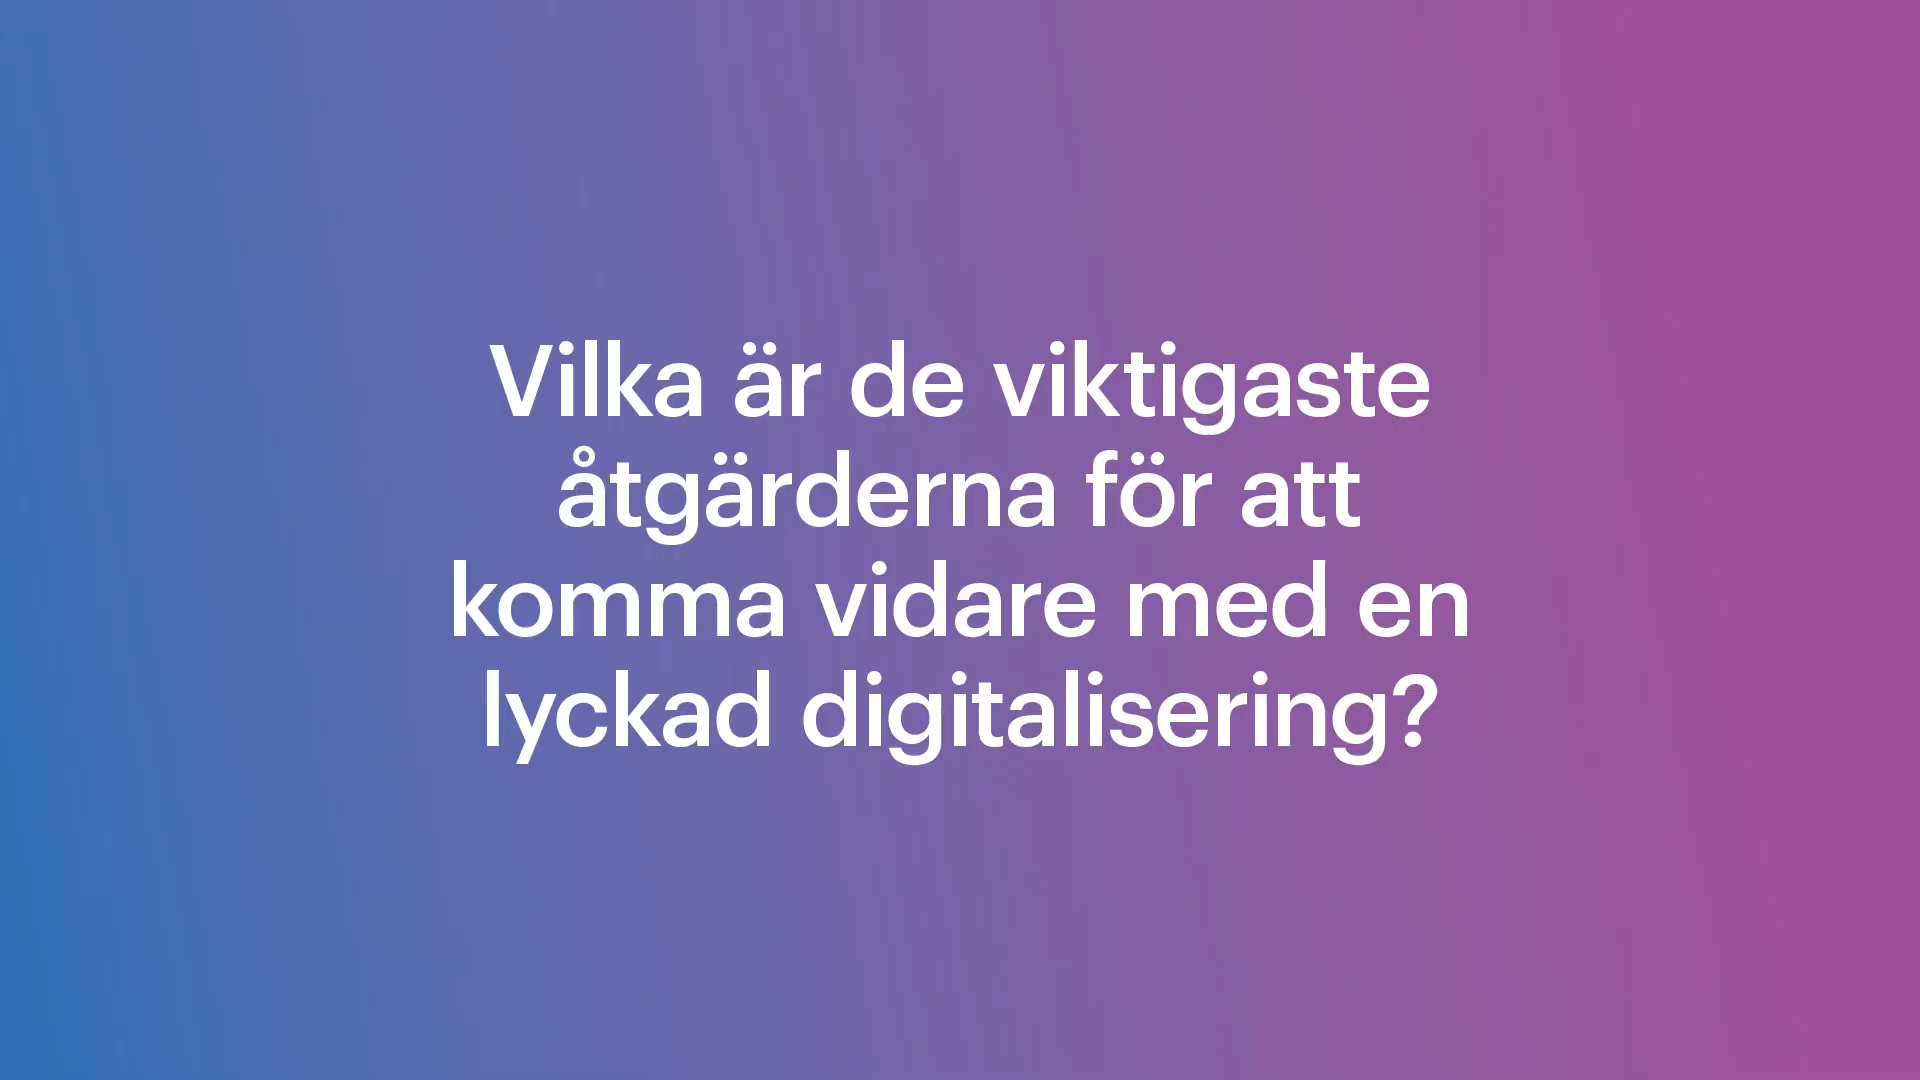 Vilka är de viktigaste
åtgärderna för att
komma vidare med en
lyckad digitalisering?